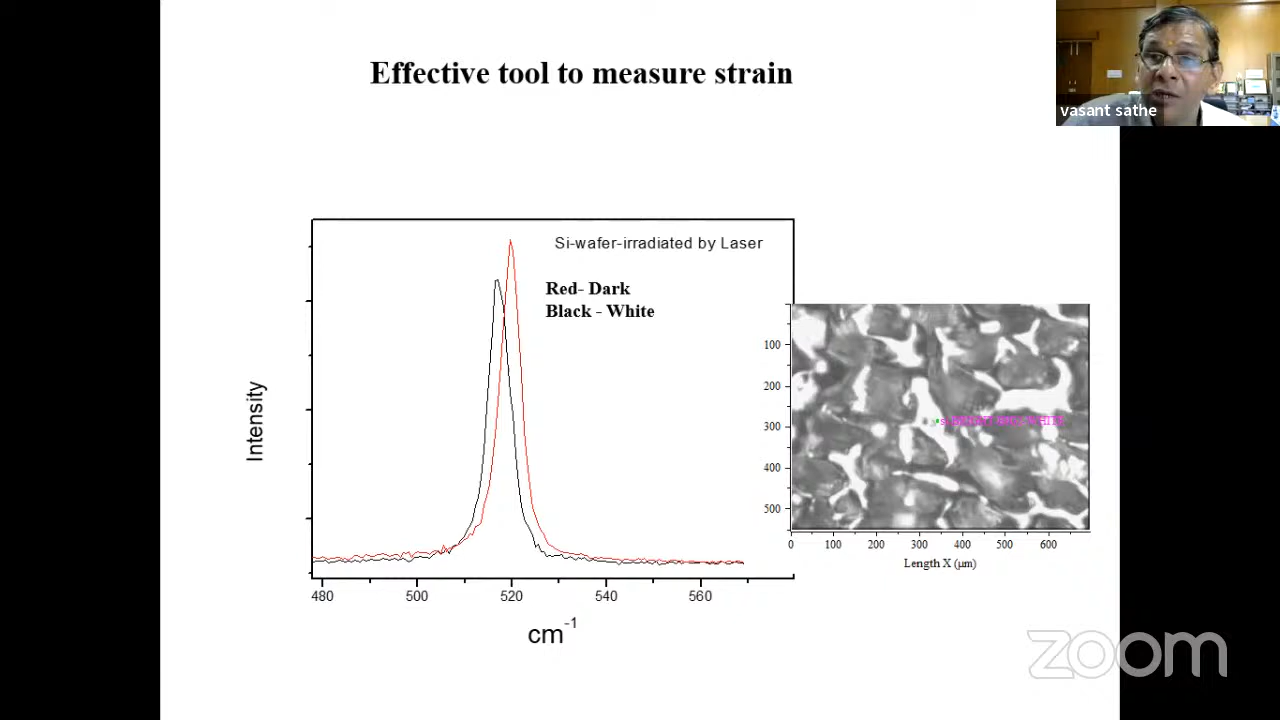 Effective tool to measure strain
vasant sathe
Si-wafer-irradiated by Laser
Red- Dark
Black - White
Intensity
480 500 520 540 560
cm-1
100
200
300
400
500
0 100 200 300 400 500 600
Length X (µm)
zoom